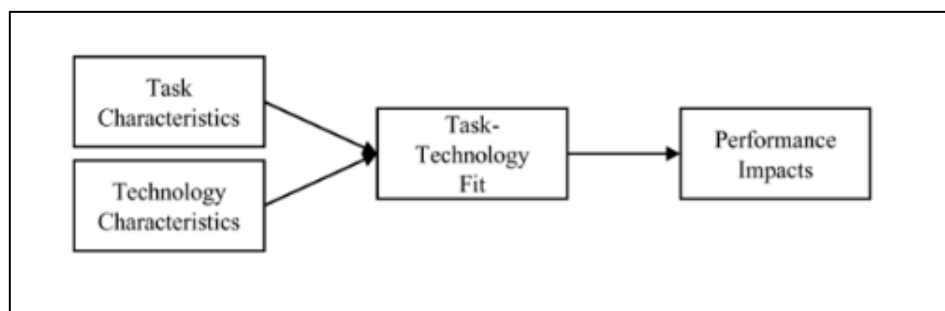 Task
Characteristics
Technology
Characteristics
Task-
Technology
Fit
Performance
Impacts